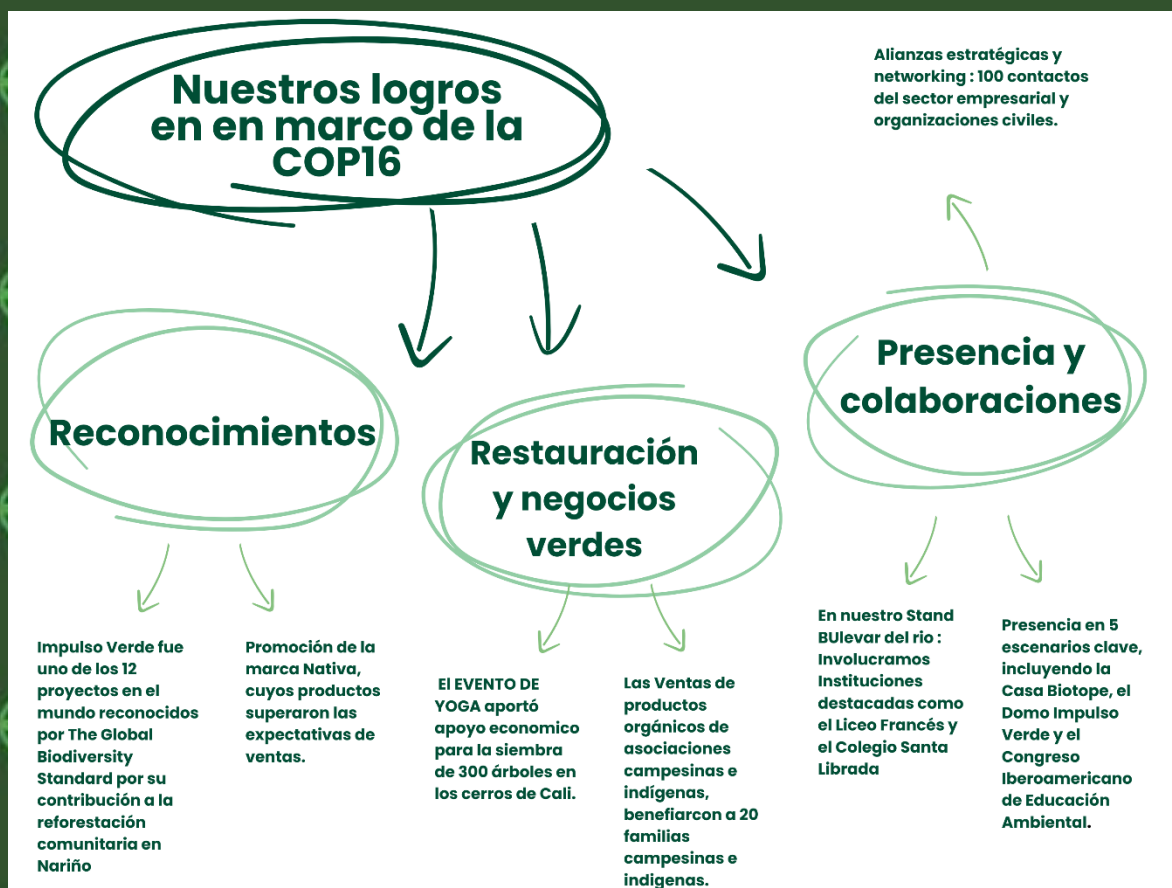 Nuestros logros
en en marco de la
COP16
Alianzas estratégicas y
networking : 100 contactos
del sector empresarial y
organizaciones civiles.
Reconocimientos
Impulso Verde fue
uno de los 12
proyectos en el
mundo reconocidos
por The Global
Biodiversity
Standard por su
contribución a la
reforestación
comunitaria en
Nariño
Promoción de la
marca Nativa,
cuyos productos
superaron las
expectativas de
ventas.
Restauración
y negocios
verdes
El EVENTO DE
YOGA aportó
apoyo economico
para la siembra
de 300 árboles en
los cerros de Cali.
Las Ventas de
productos
orgánicos de
asociaciones
campesinas e
indígenas,
benefiarcon a 20
familias
campesinas e
indigenas.
Presencia y
colaboraciones
En nuestro Stand
BUlevar del rio :
Involucramos
Instituciones
destacadas como
el Liceo Francés y
el Colegio Santa
Librada
Presencia en 5
escenarios clave,
incluyendo la
Casa Biotope, el
Domo Impulso
Verde y el
Congreso
Iberoamericano
de Educación
Ambiental.